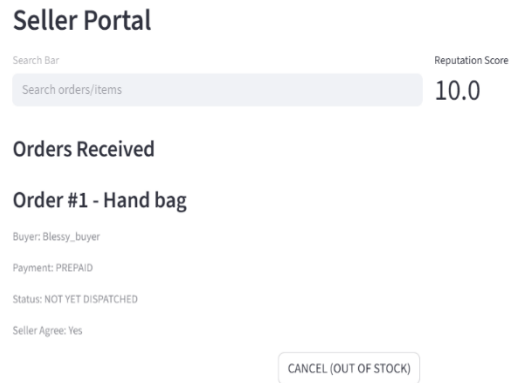 Seller Portal
Search Bar
Reputation Score
Search orders/items
10.0
Orders Received
Order #1 - Hand bag
Buyer: Blessy_buyer
Payment: PREPAID
Status: NOT YET DISPATCHED
Seller Agree: Yes
CANCEL (OUT OF STOCK)